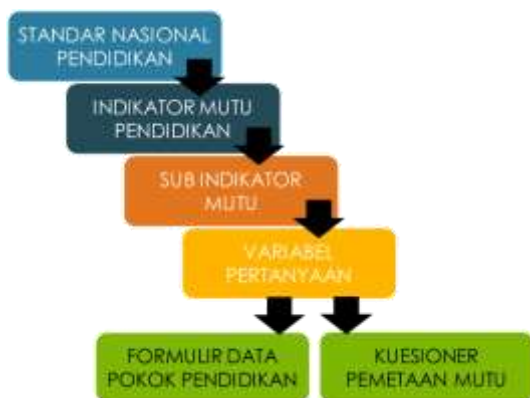 STANDAR NASIONAL
PENDIDIKAN
INDIKATOR MUTU
PENDIDIKAN
SUB INDIKATOR
MUTU
VARIABEL
PERTANYAAN
FORMULIR DATA
POKOK PENDIDIKAN
KUESIONER
PEMETAAN MUTU